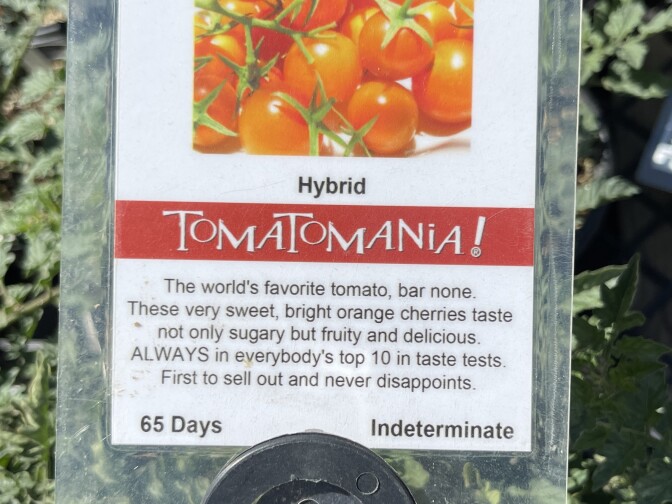 Hybrid
TOMATOMANiA!®
The world's favorite tomato, bar none.
These very sweet, bright orange cherries taste
not only sugary but fruity and delicious.
ALWAYS in everybody's top 10 in taste tests.
First to sell out and never disappoints.
65 Days Indeterminate